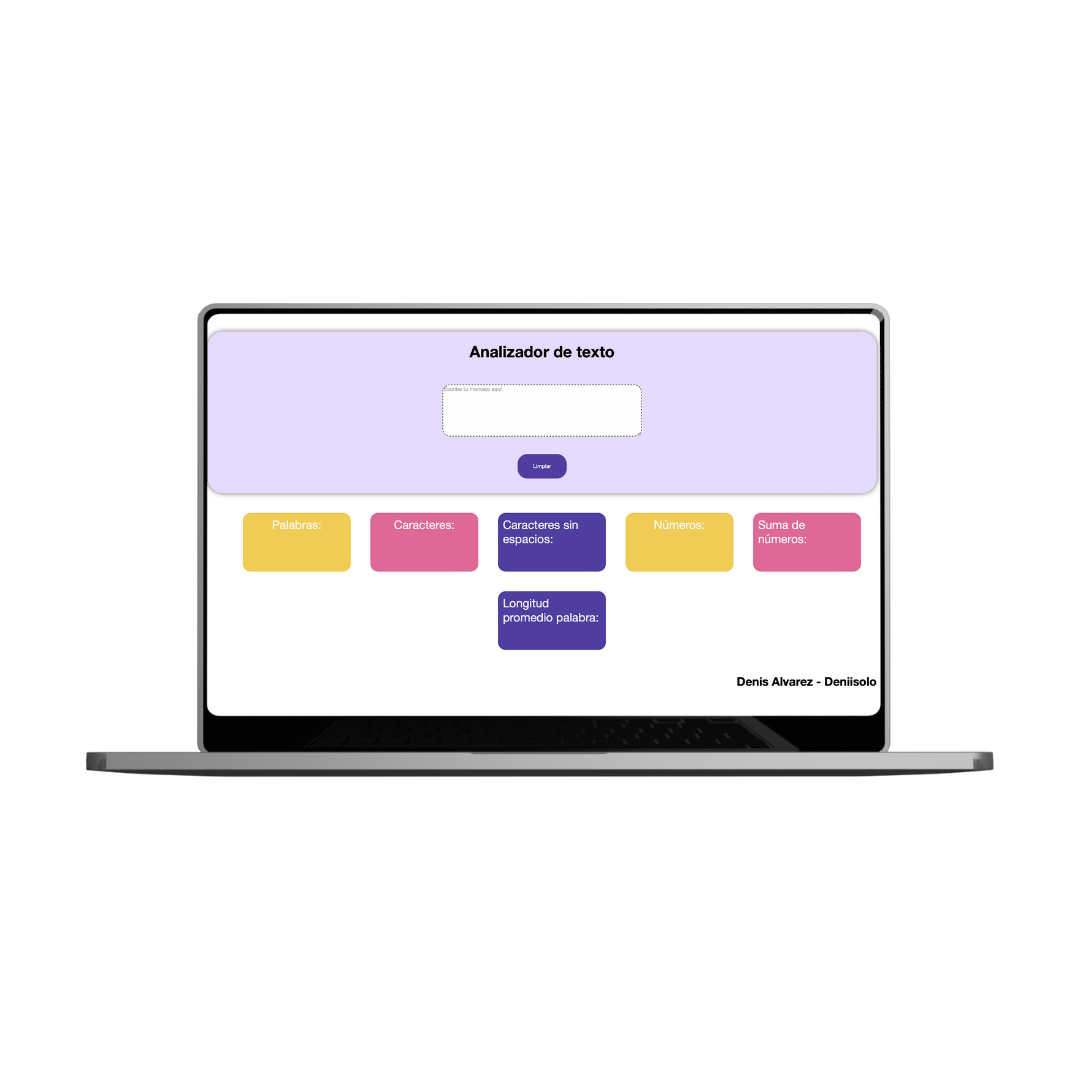 Analizador de texto
Escribe tu mensaje aquí
Limpiar
Palabras:
Caracteres:
Caracteres sin
espacios:
Números:
Suma de
números:
Longitud
promedio palabra:
Denis Alvarez - Deniisolo